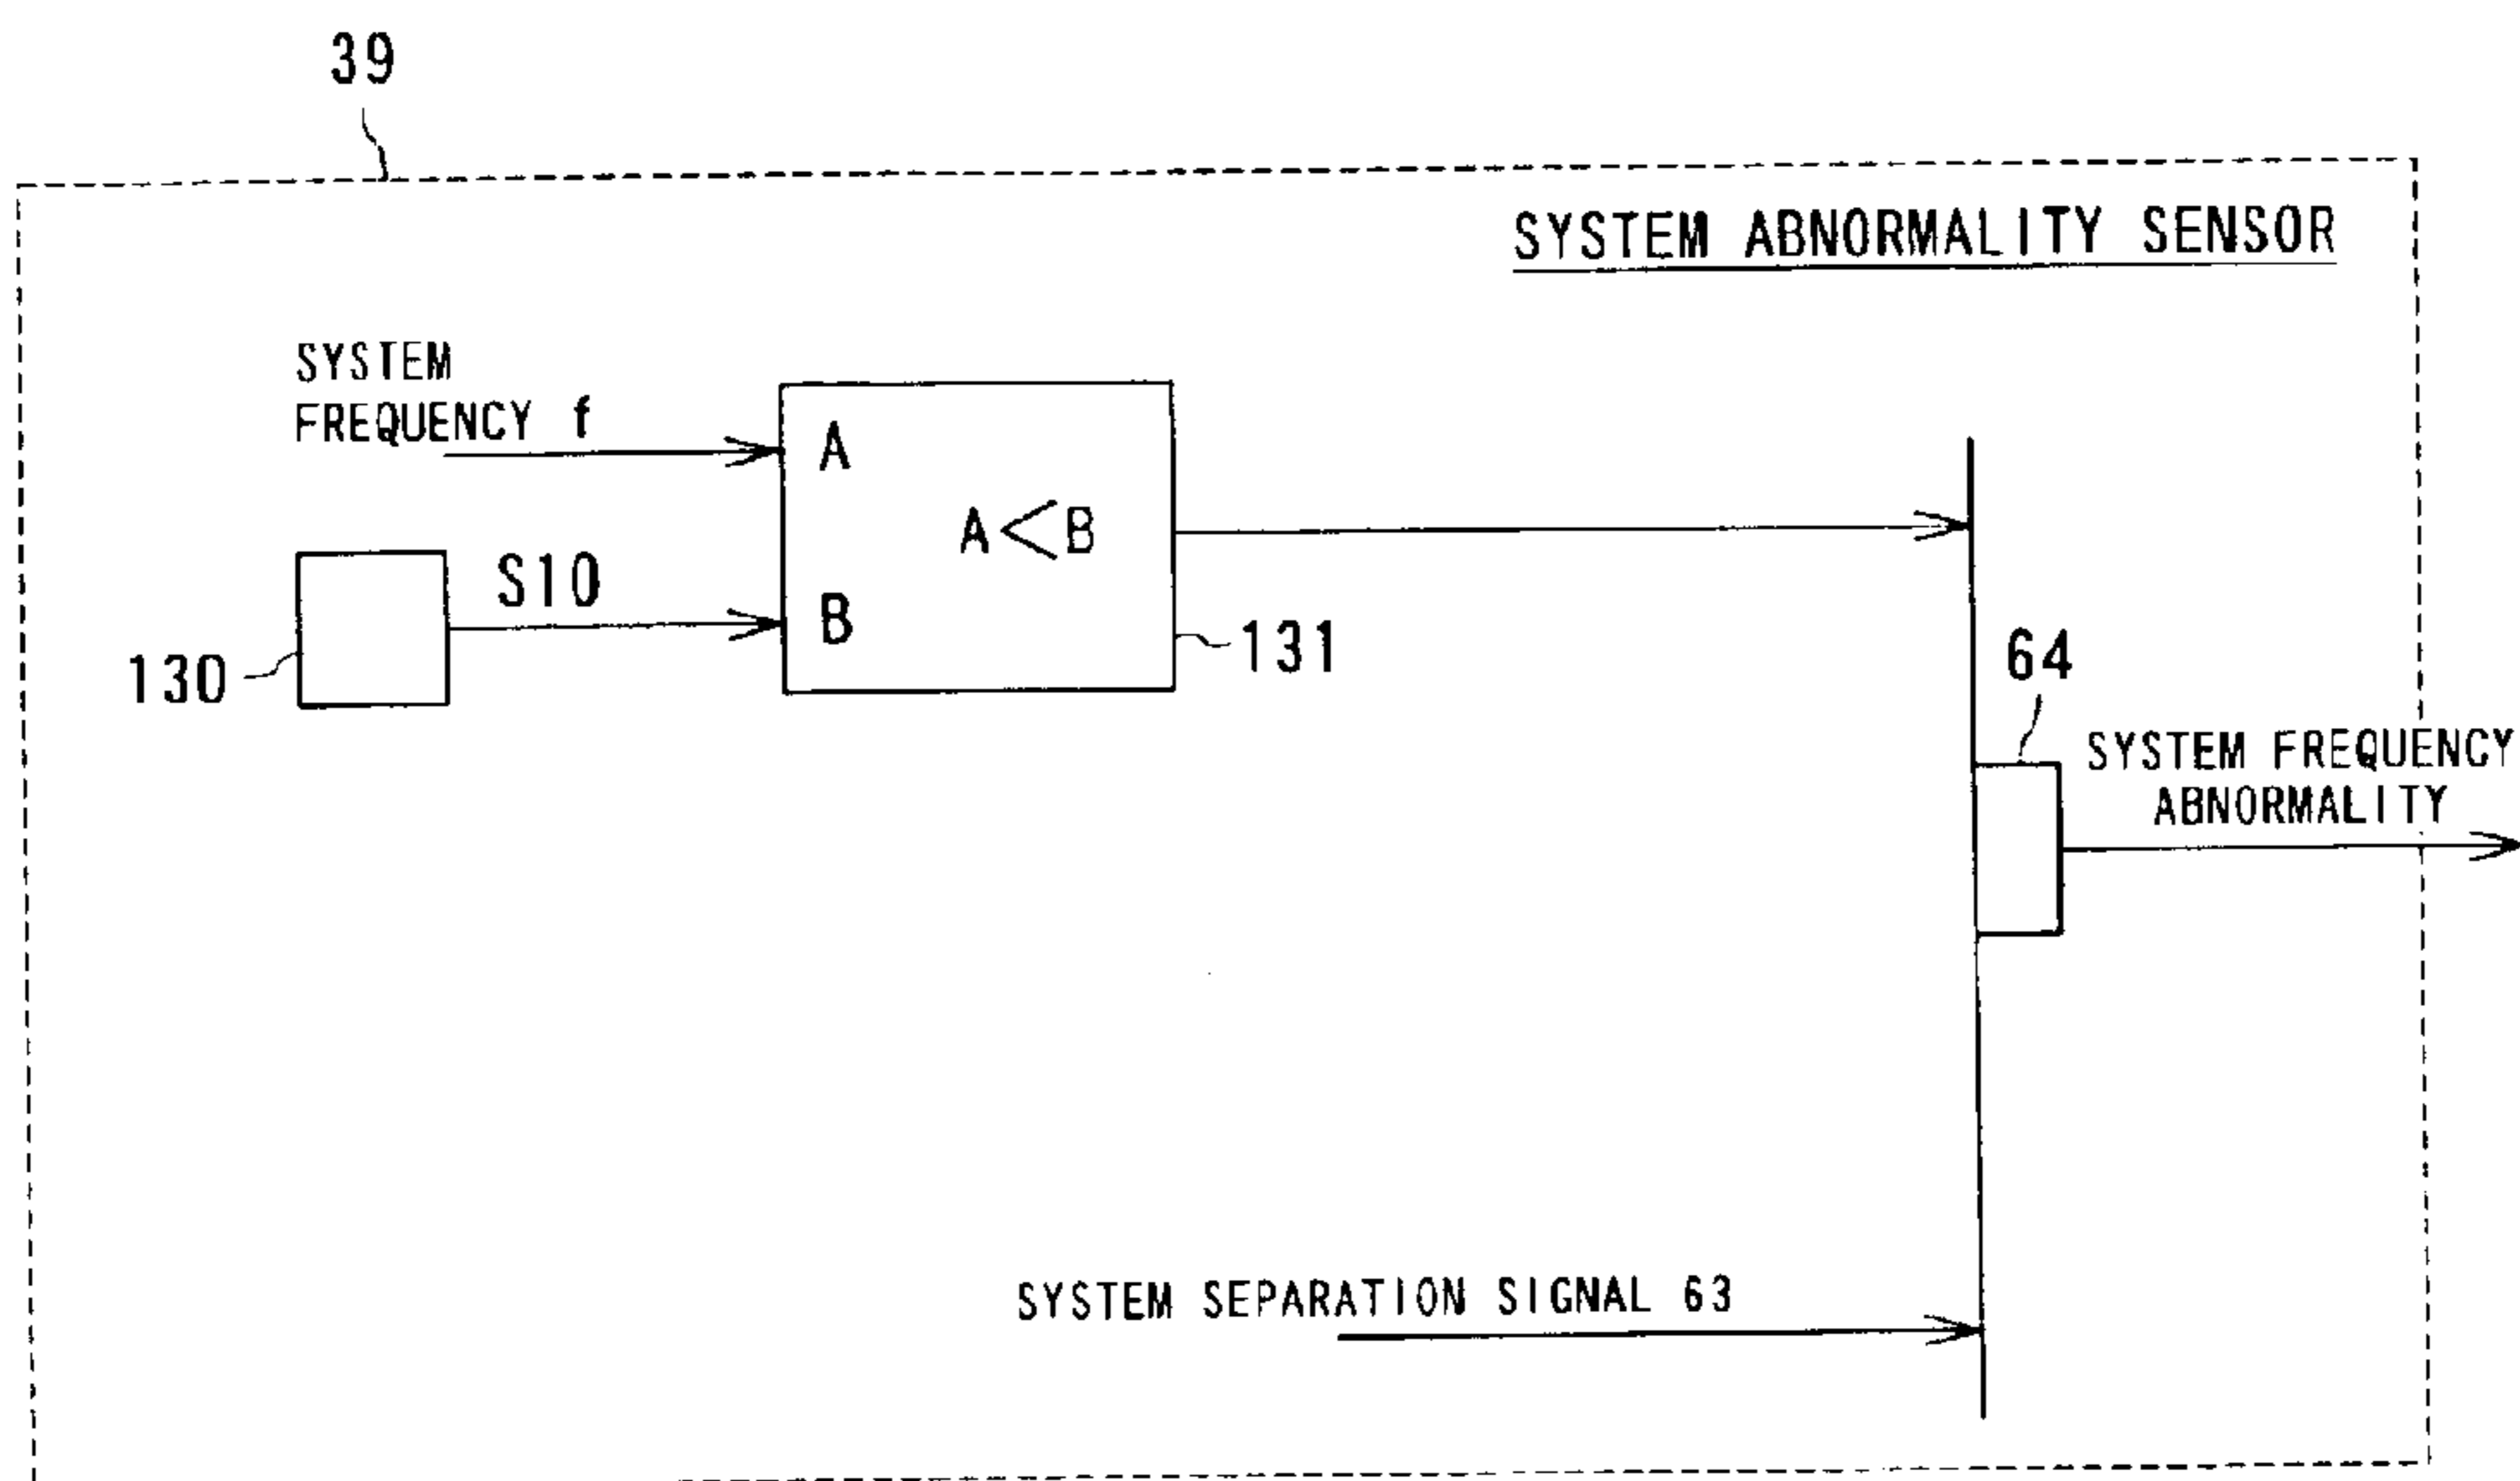 39
SYSTEM ABNORMALITY SENSOR
SYSTEM
FREQUENCY f
A
A<B
S10
B
130
131
64
SYSTEM FREQUENCY
ABNORMALITY
SYSTEM SEPARATION SIGNAL 63